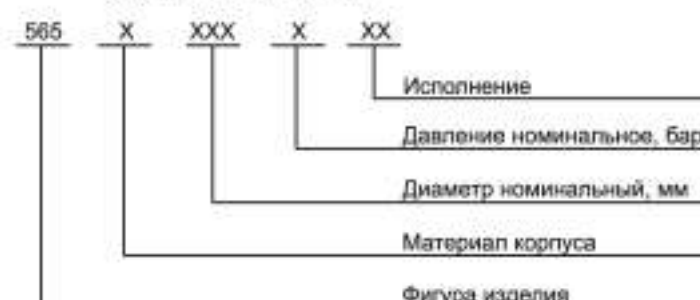 565 X XXX X XX
Исполнение
Давление номинальное, бар
Диаметр номинальный, мм
Материал корпуса
Фигура изделия